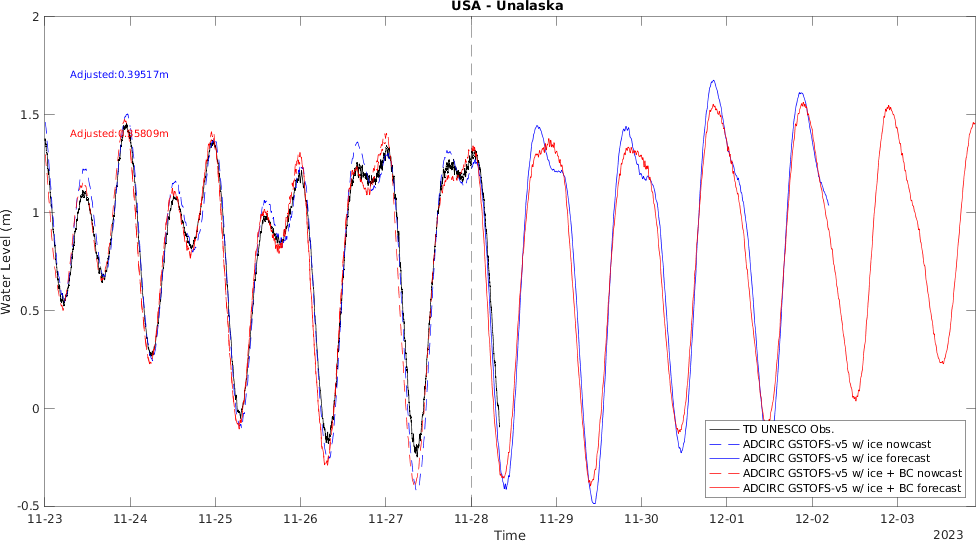 USA - Unalaska
2
1.5
1
0.5
0
-0.5
Water Level (m)
Adjusted:0.39517m
Adjusted:0.35809m
TD UNESCO Obs.
ADCIRC GSTOFS-v5 w/ ice nowcast
ADCIRC GSTOFS-v5 w/ ice forecast
ADCIRC GSTOFS-v5 w/ ice + BC nowcast
ADCIRC GSTOFS-v5 w/ ice + BC forecast
11-23 11-24 11-25 11-26 11-27 11-28 11-29 11-30 12-01 12-02 12-03
Time
2023